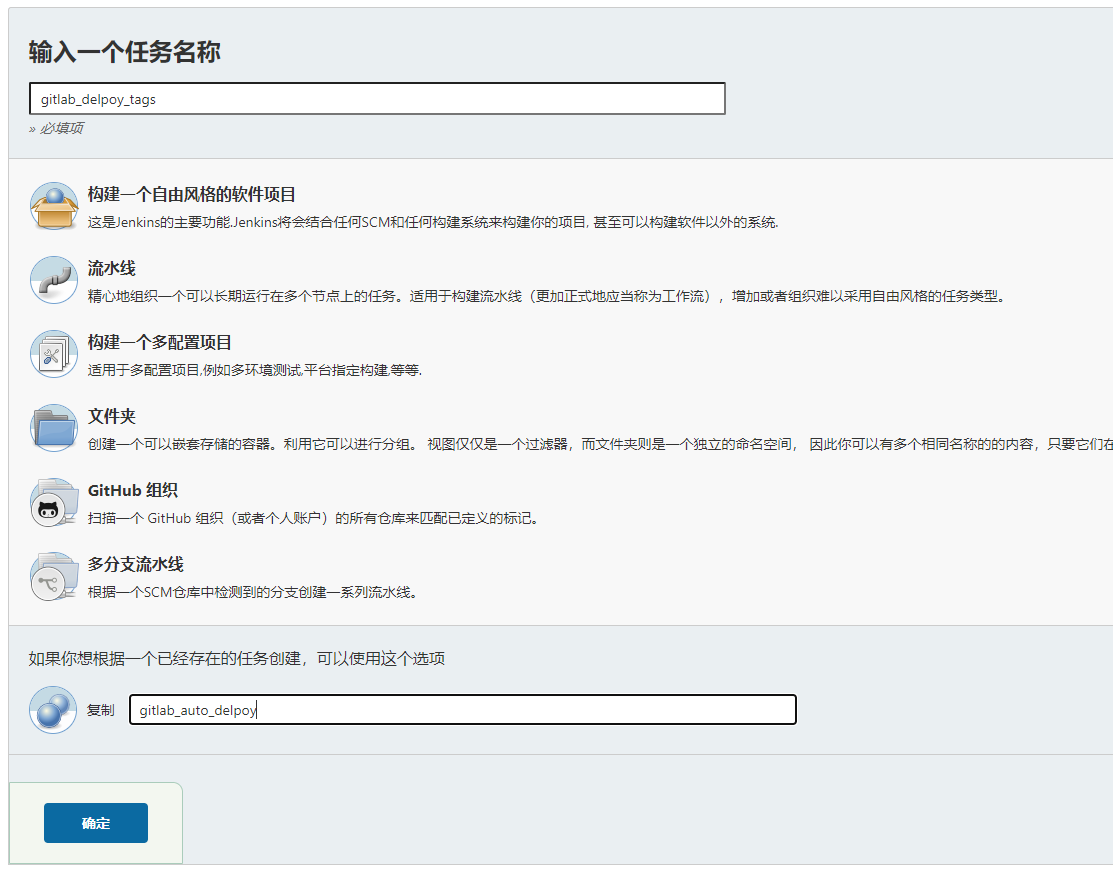 输入一个任务名称
gitlab_delpoy_tags
» 必填项
构建一个自由风格的软件项目
这是Jenkins的主要功能.Jenkins将会结合任何SCM和任何构建系统来构建你的项目, 甚至可以构建软件以外的系统.
流水线
精心地组织一个可以长期运行在多个节点上的任务。适用于构建流水线（更加正式地应当称为工作流），增加或者组织难以采用自由风格的任务类型。
构建一个多配置项目
适用于多配置项目,例如多环境测试,平台指定构建,等等.
文件夹
创建一个可以嵌套存储的容器。利用它可以进行分组。 视图仅仅是一个过滤器，而文件夹则是一个独立的命名空间， 因此你可以有多个相同名称的的内容，只要它们在
GitHub 组织
扫描一个 GitHub 组织（或者个人账户）的所有仓库来匹配已定义的标记。
多分支流水线
根据一个SCM仓库中检测到的分支创建一系列流水线。
如果你想根据一个已经存在的任务创建，可以使用这个选项
复制 gitlab_auto_delpoy
确定